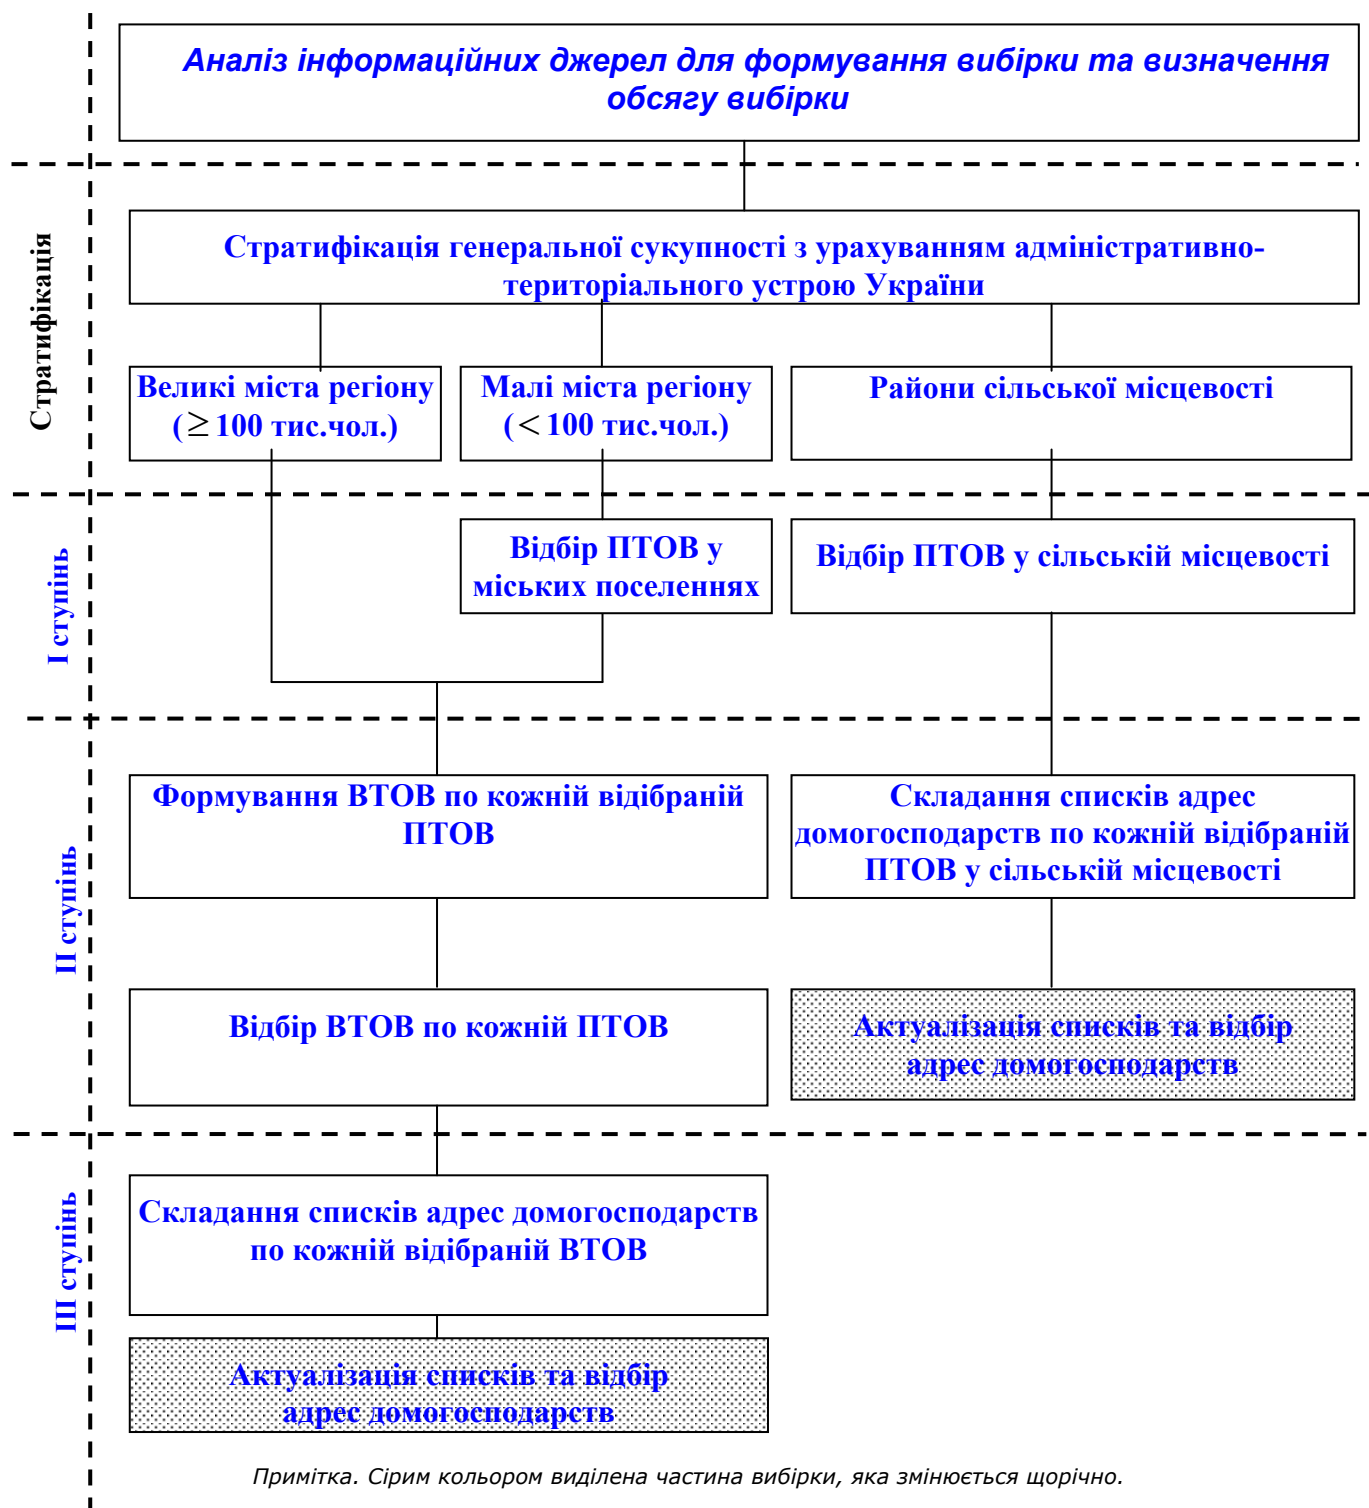 Аналіз інформаційних джерел для формування вибірки та визначення
обсягу вибірки
Стратифікація
Стратифікація генеральної сукупності з урахуванням адміністративно-
територіального устрою України
Великі міста регіону
(≥100 тис.чол.)
Малі міста регіону
(<100 тис.чол.)
Райони сільської місцевості
І ступінь
Відбір ПТОВ у
міських поселеннях
Відбір ПТОВ у сільській місцевості
ІІ ступінь
Формування ВТОВ по кожній відібраній
ПТОВ
Складання списків адрес
домогосподарств по кожній відібраній
ПТОВ у сільській місцевості
Відбір ВТОВ по кожній ПТОВ
Актуалізація списків та відбір
адрес домогосподарств
ІІІ ступінь
Складання списків адрес домогосподарств
по кожній відібраній ВТОВ
Актуалізація списків та відбір
адрес домогосподарств
Примітка. Сірим кольором виділена частина вибірки, яка змінюється щорічно.